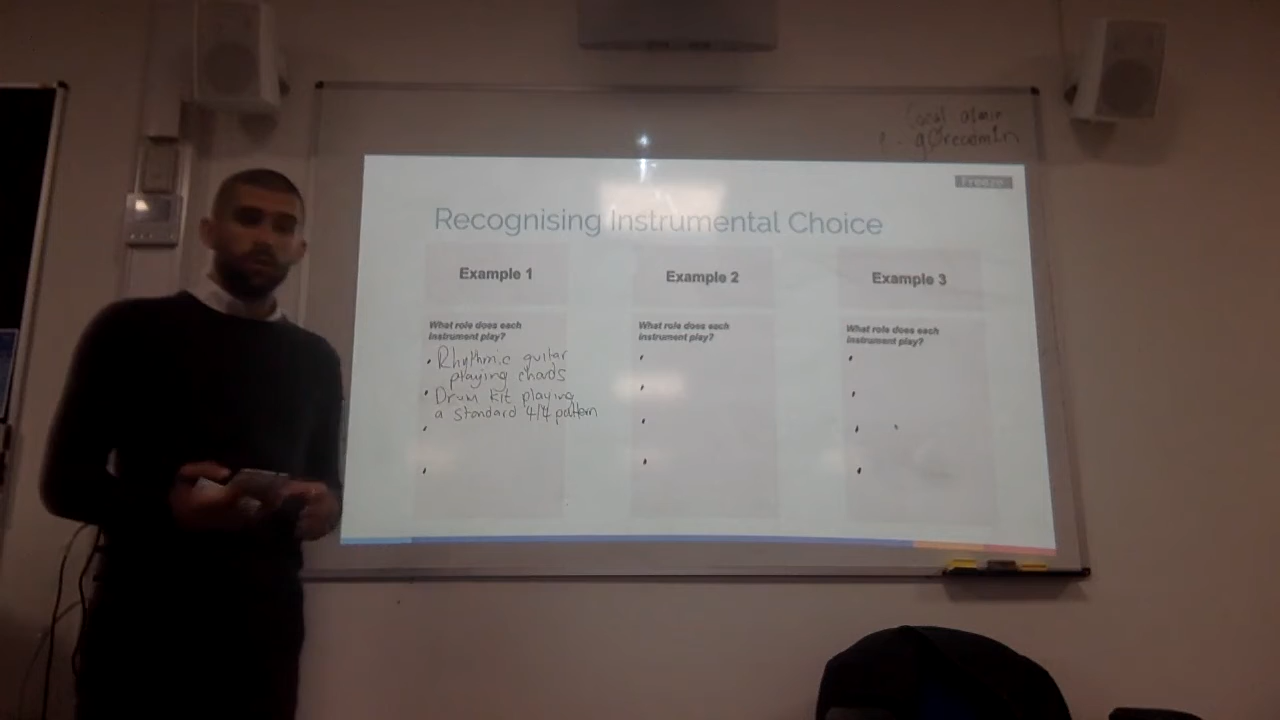 Freeze
Recognising Instrumental Choice
Example 1
What role does each
instrument play?
• Rhythmic guitar
playing chords
• Drum kit playing
a standard 4/4 pattern
•
•
Example 2
What role does each
instrument play?
•
•
•
•
Example 3
What role does each
instrument play?
•
•
•
•